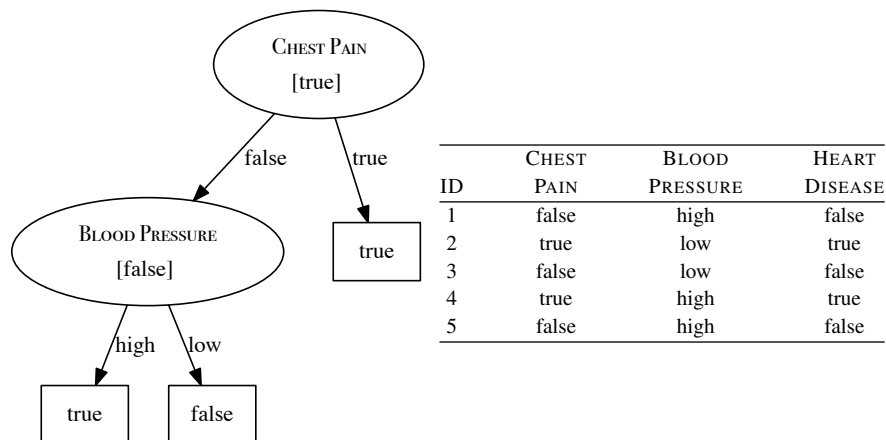 CHEST PAIN
[true]
false
true
BLOOD PRESSURE
[false]
true
high
low
true
false
CHEST BLOOD HEART
ID PAIN PRESSURE DISEASE
1 false high false
2 true low true
3 false low false
4 true high true
5 false high false